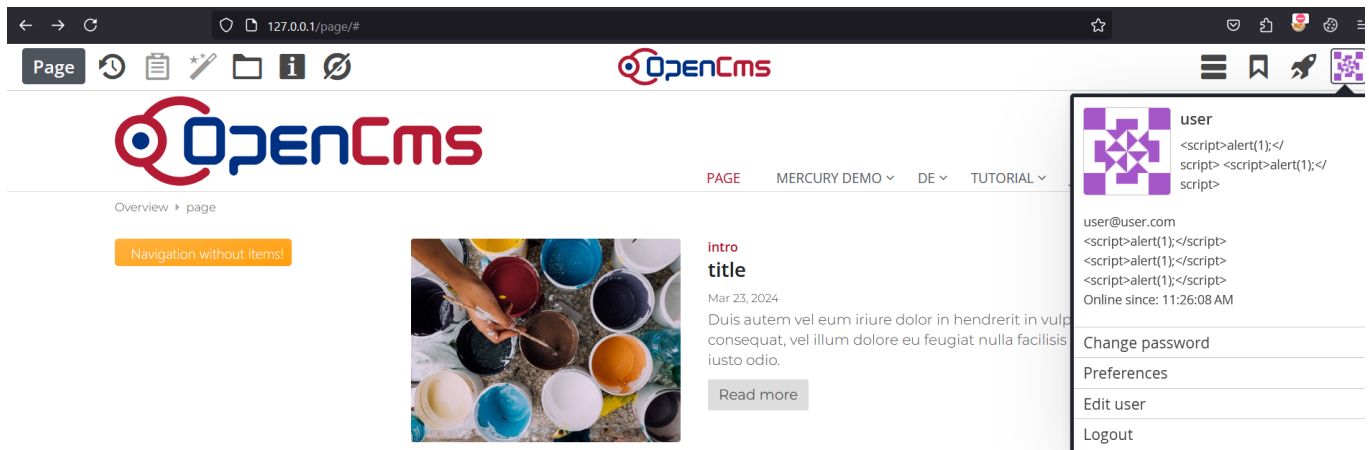 127.0.0.1/page/#
Page
OpenCms
OpenCms
PAGE MERCURY DEMO DE TUTORIAL
Overview page
Navigation without items!
intro
title
Mar 23, 2024
Duis autem vel eum iriure dolor in hendrerit in vulp
consequat, vel illum dolore eu feugiat nulla facilisis
iusto odio.
Read more
user
<script>alert(1);</
script> <script>alert(1);</
script>
user@user.com
<script>alert(1);</script>
<script>alert(1);</script>
<script>alert(1);</script>
Online since: 11:26:08 AM
Change password
Preferences
Edit user
Logout